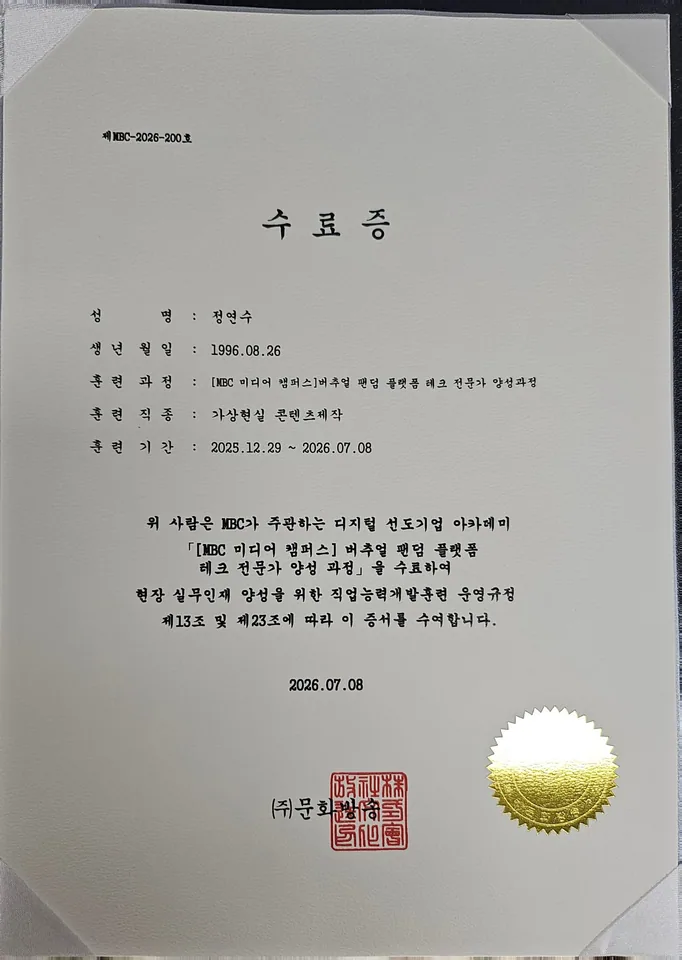 제MBC-2026-200호
수 료 증
성 명 : 정연수
생 년 월 일 : 1996.08.26
훈 련 과 정 : [MBC 미디어 캠퍼스]버추얼 팬덤 플랫폼 테크 전문가 양성과정
훈 련 직 종 : 가상현실 콘텐츠제작
훈 련 기 간 : 2025.12.29 ~ 2026.07.08
위 사람은 MBC가 주관하는 디지털 선도기업 아카데미
「[MBC 미디어 캠퍼스] 버추얼 팬덤 플랫폼
테크 전문가 양성 과정」을 수료하여
현장 실무인재 양성을 위한 직업능력개발훈련 운영규정
제13조 및 제23조에 따라 이 증서를 수여합니다.
2026.07.08
(주)문화방송